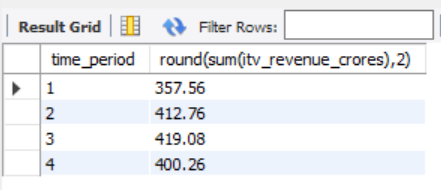 Result Grid Filter Rows:
time_period round(sum(itv_revenue_crores),2)
1 357.56
2 412.76
3 419.08
4 400.26